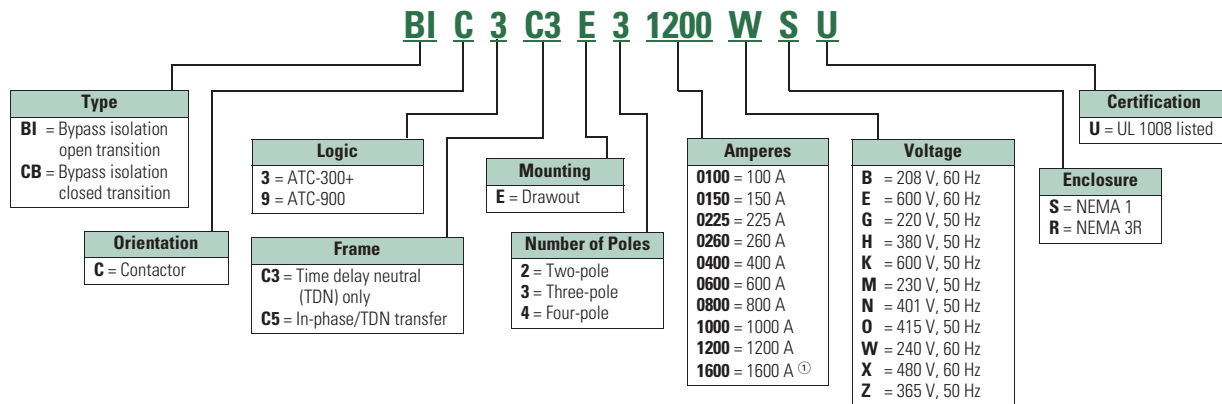 BI C 3 C3 E 3 1200 W S U
Type
BI = Bypass isolation
open transition
CB = Bypass isolation
closed transition
Orientation
C = Contactor
Logic
3 = ATC-300+
9 = ATC-900
Frame
C3 = Time delay neutral
(TDN) only
C5 = In-phase/TDN transfer
Mounting
E = Drawout
Number of Poles
2 = Two-pole
3 = Three-pole
4 = Four-pole
Amperes
0100 = 100 A
0150 = 150 A
0225 = 225 A
0260 = 260 A
0400 = 400 A
0600 = 600 A
0800 = 800 A
1000 = 1000 A
1200 = 1200 A
1600 = 1600 A ①
Voltage
B = 208 V, 60 Hz
E = 600 V, 60 Hz
G = 220 V, 50 Hz
H = 380 V, 50 Hz
K = 600 V, 50 Hz
M = 230 V, 50 Hz
N = 401 V, 50 Hz
O = 415 V, 50 Hz
W = 240 V, 60 Hz
X = 480 V, 60 Hz
Z = 365 V, 50 Hz
Enclosure
S = NEMA 1
R = NEMA 3R
Certification
U = UL 1008 listed